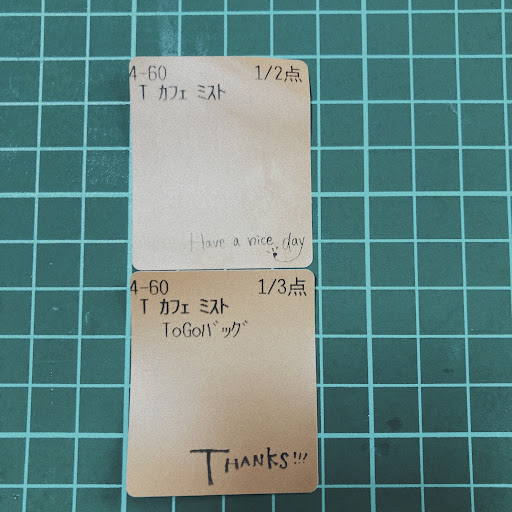 4-60 1/2点
T カフェ ミスト
Have a nice day
4-60 1/3点
T カフェ ミスト
ToGoバッグ
THANKS!!!